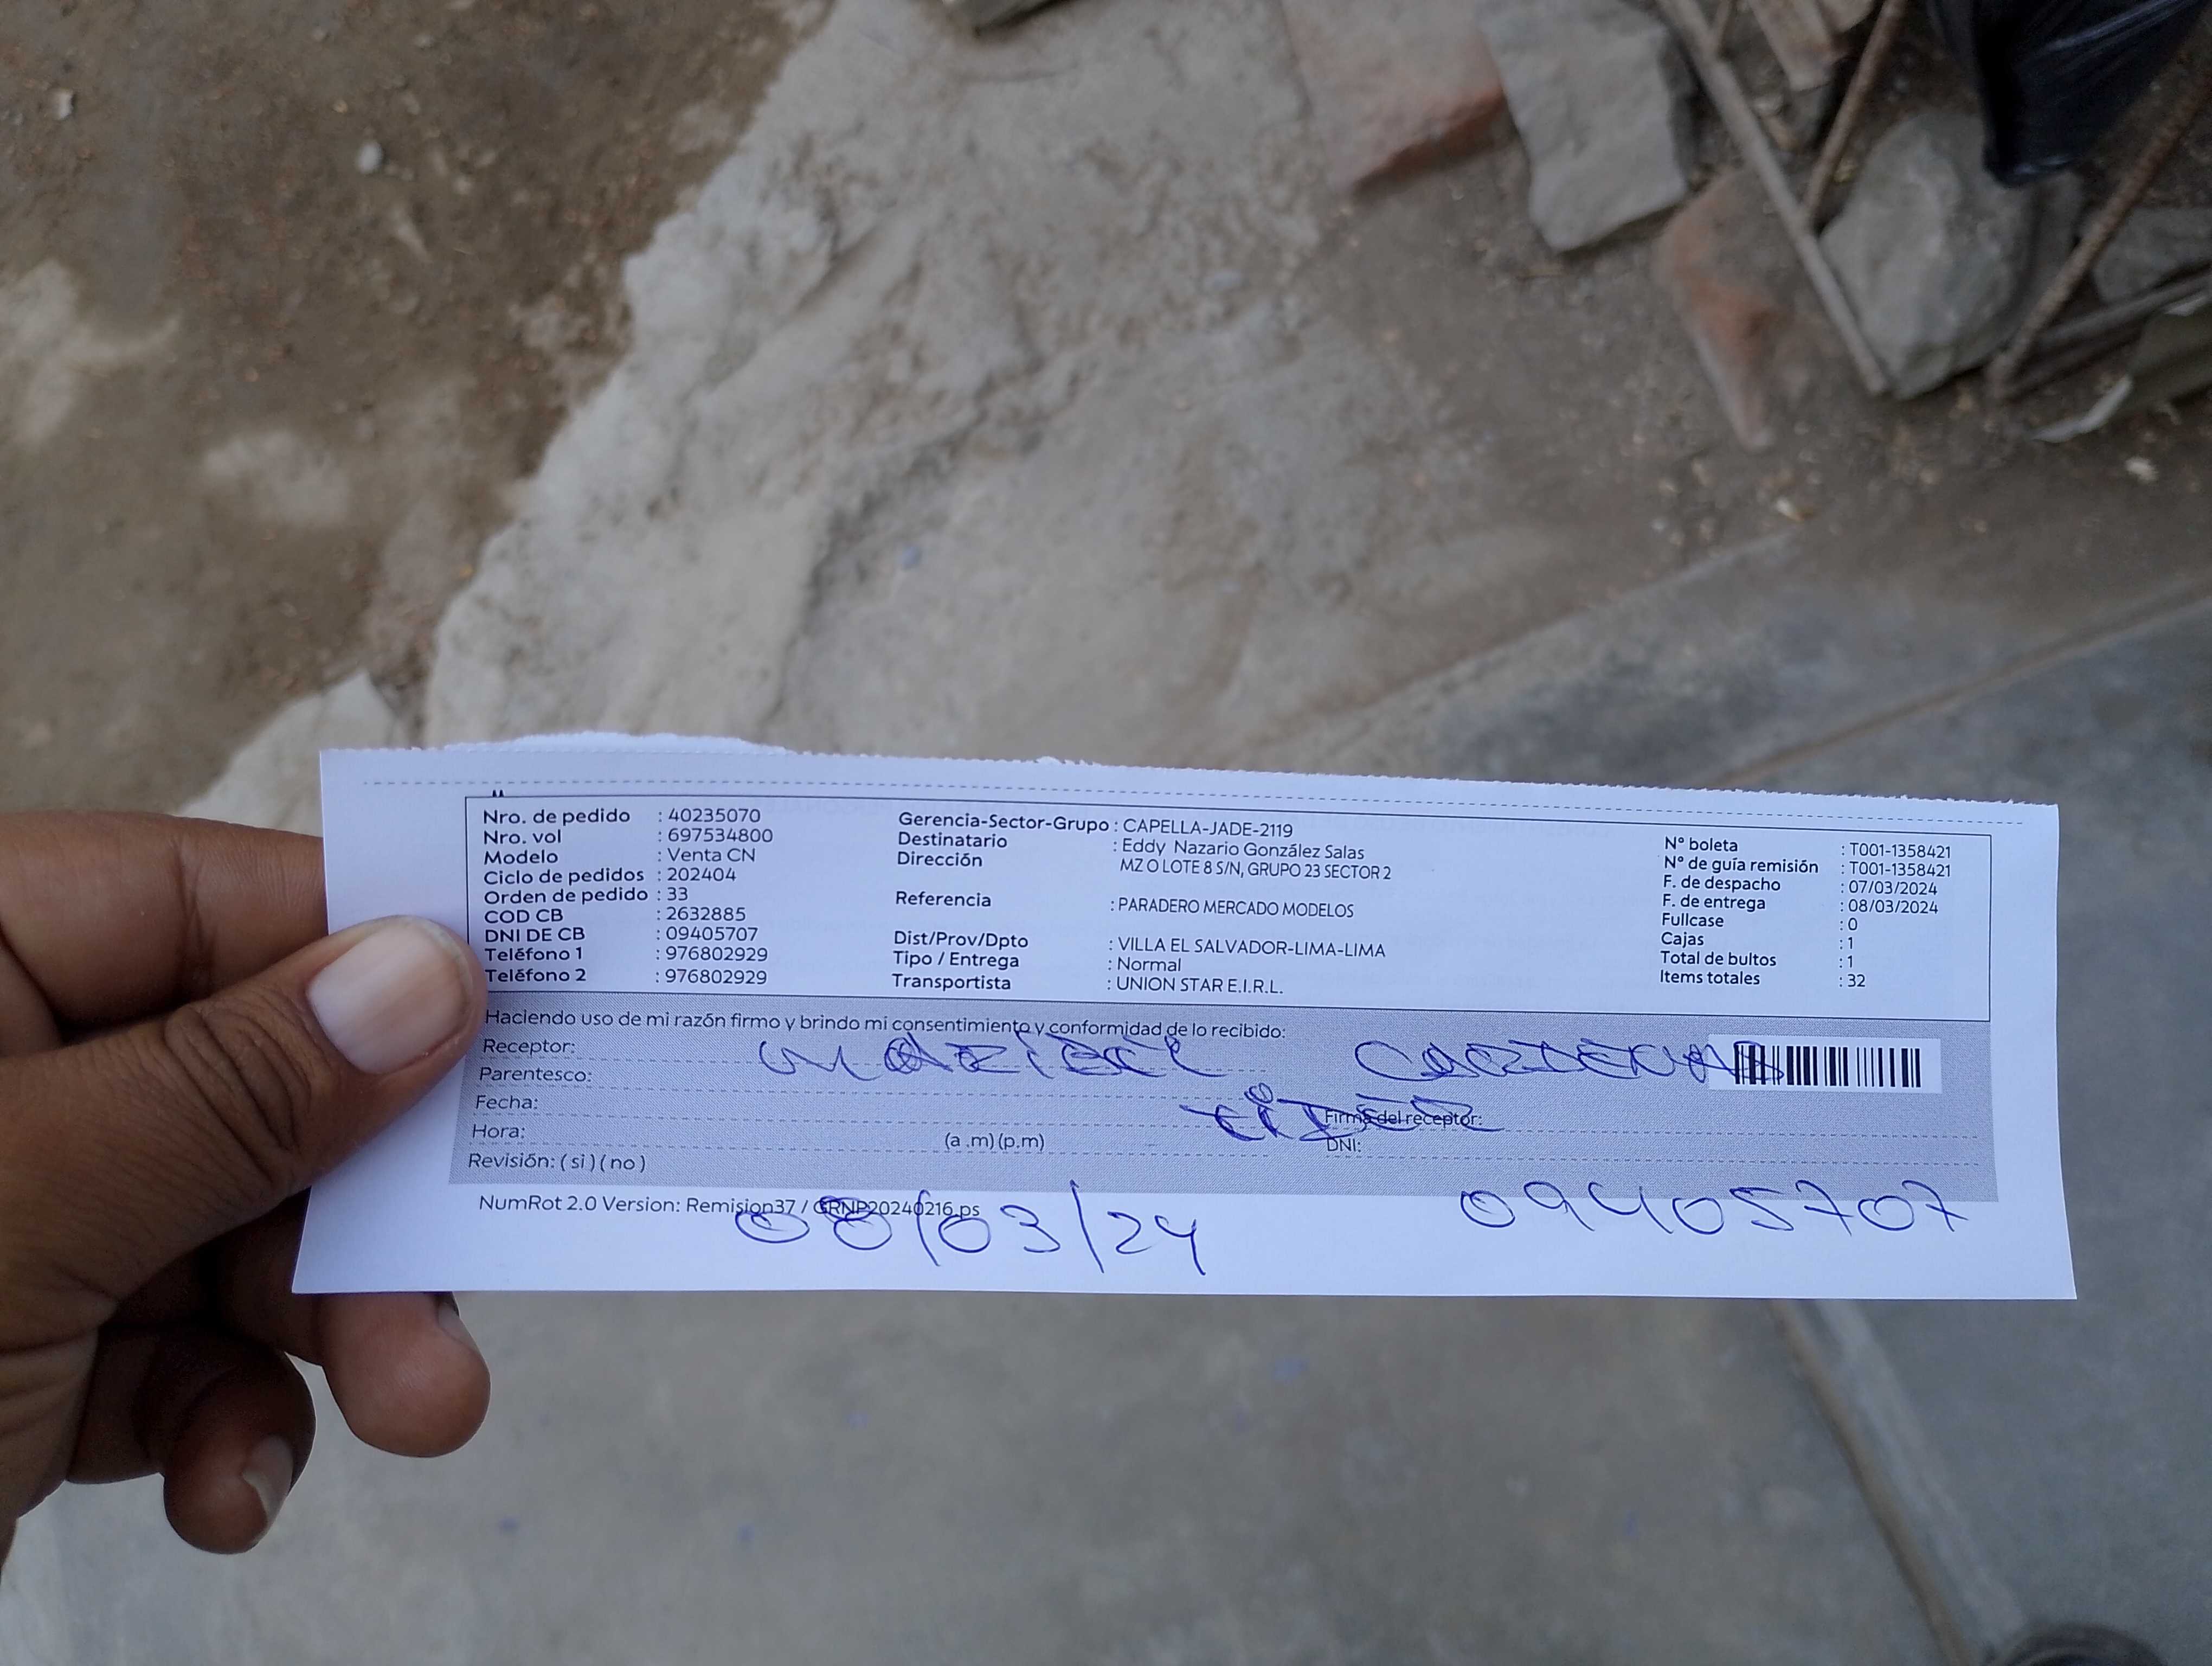 Nro. de pedido : 40235070
Nro. vol : 697534800
Modelo : Venta CN
Ciclo de pedidos : 202404
Orden de pedido : 33
COD CB : 2632885
DNI DE CB : 09405707
Teléfono 1 : 976802929
Teléfono 2 : 976802929
Gerencia-Sector-Grupo : CAPELLA-JADE-2119
Destinatario : Eddy Nazario González Salas
Dirección MZ O LOTE 8 S/N, GRUPO 23 SECTOR 2
Referencia : PARADERO MERCADO MODELOS
Dist/Prov/Dpto : VILLA EL SALVADOR-LIMA-LIMA
Tipo / Entrega : Normal
Transportista : UNION STAR E.I.R.L.
N° boleta : T001-1358421
N° de guía remisión : T001-1358421
F. de despacho : 07/03/2024
F. de entrega : 08/03/2024
Fullcase : 0
Cajas : 1
Total de bultos : 1
Items totales : 32
Haciendo uso de mi razón firmo y brindo mi consentimiento y conformidad de lo recibido:
Receptor:
Parentesco:
Fecha:
Firma del receptor:
Hora: (a .m) (p.m)
DNI:
Revisión: ( si ) ( no )
NumRot 2.0 Version: Remision37 / GRNP20240216.ps
08/03/24 09405707